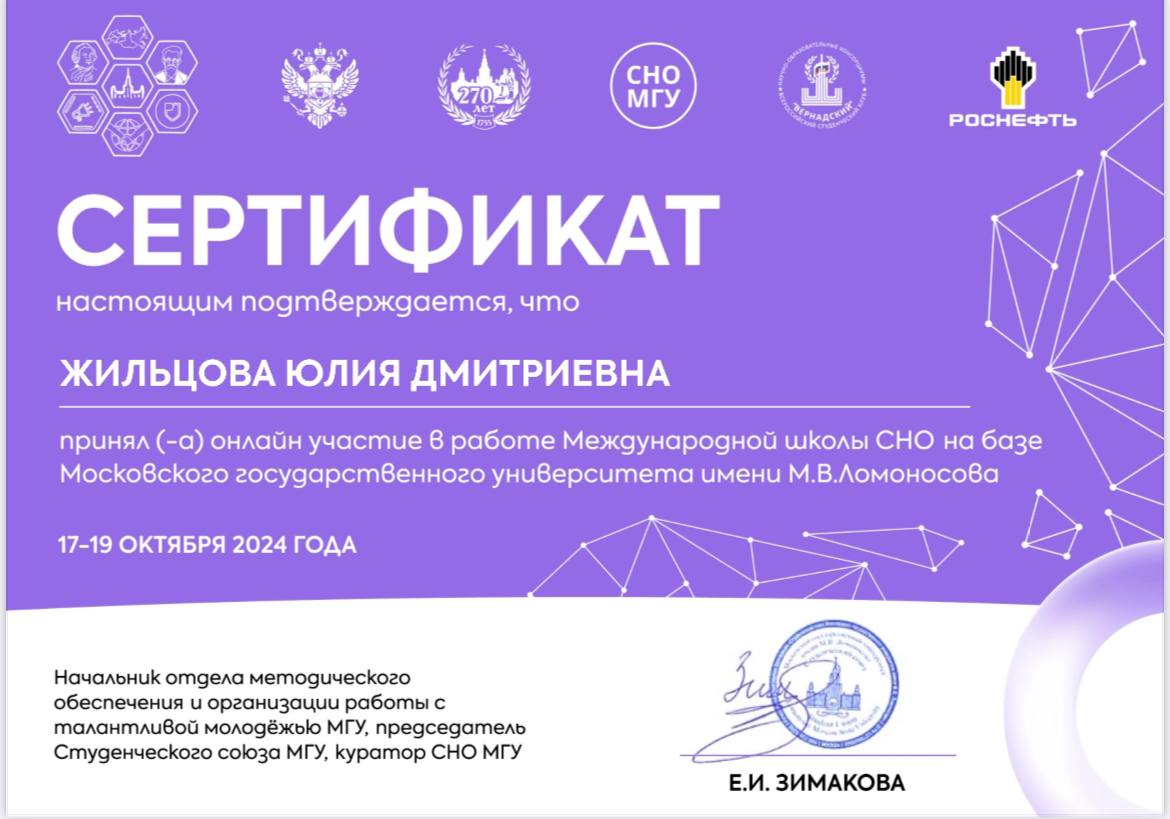 270
лет
1755
СНО
МГУ
"ВЕРНАДСКИЙ"
РОСНЕФТЬ
СЕРТИФИКАТ
настоящим подтверждается, что
ЖИЛЬЦОВА ЮЛИЯ ДМИТРИЕВНА
принял (-а) онлайн участие в работе Международной школы СНО на базе
Московского государственного университета имени М.В.Ломоносова
17-19 ОКТЯБРЯ 2024 ГОДА
Начальник отдела методического
обеспечения и организации работы с
талантливой молодёжью МГУ, председатель
Студенческого союза МГУ, куратор СНО МГУ
Е.И. ЗИМАКОВА